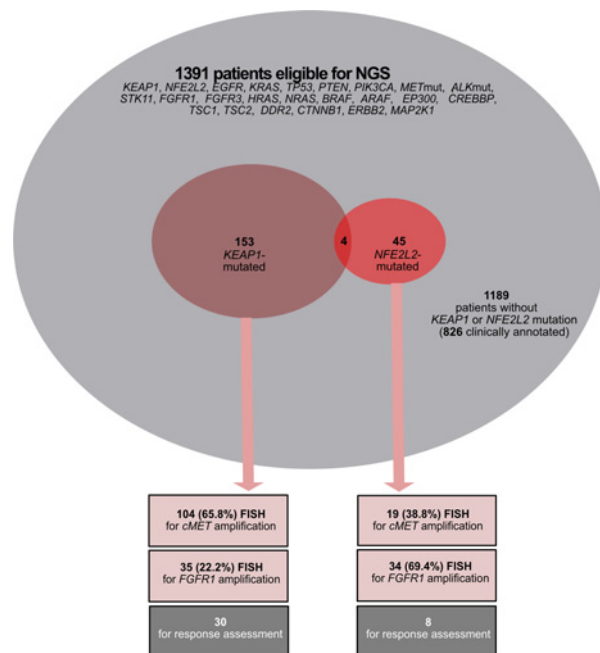 1391 patients eligible for NGS
KEAP1, NFE2L2, EGFR, KRAS, TP53, PTEN, PIK3CA, METmut, ALKmut,
STK11, FGFR1, FGFR3, HRAS, NRAS, BRAF, ARAF, EP300, CREBBP,
TSC1, TSC2, DDR2, CTNNB1, ERBB2, MAP2K1
153
KEAP1-
mutated
4
45
NFE2L2-
mutated
1189
patients without
KEAP1 or NFE2L2 mutation
(826 clinically annotated)
104 (65.8%) FISH
for cMET amplification
35 (22.2%) FISH
for FGFR1 amplification
30
for response assessment
19 (38.8%) FISH
for cMET amplification
34 (69.4%) FISH
for FGFR1 amplification
8
for response assessment